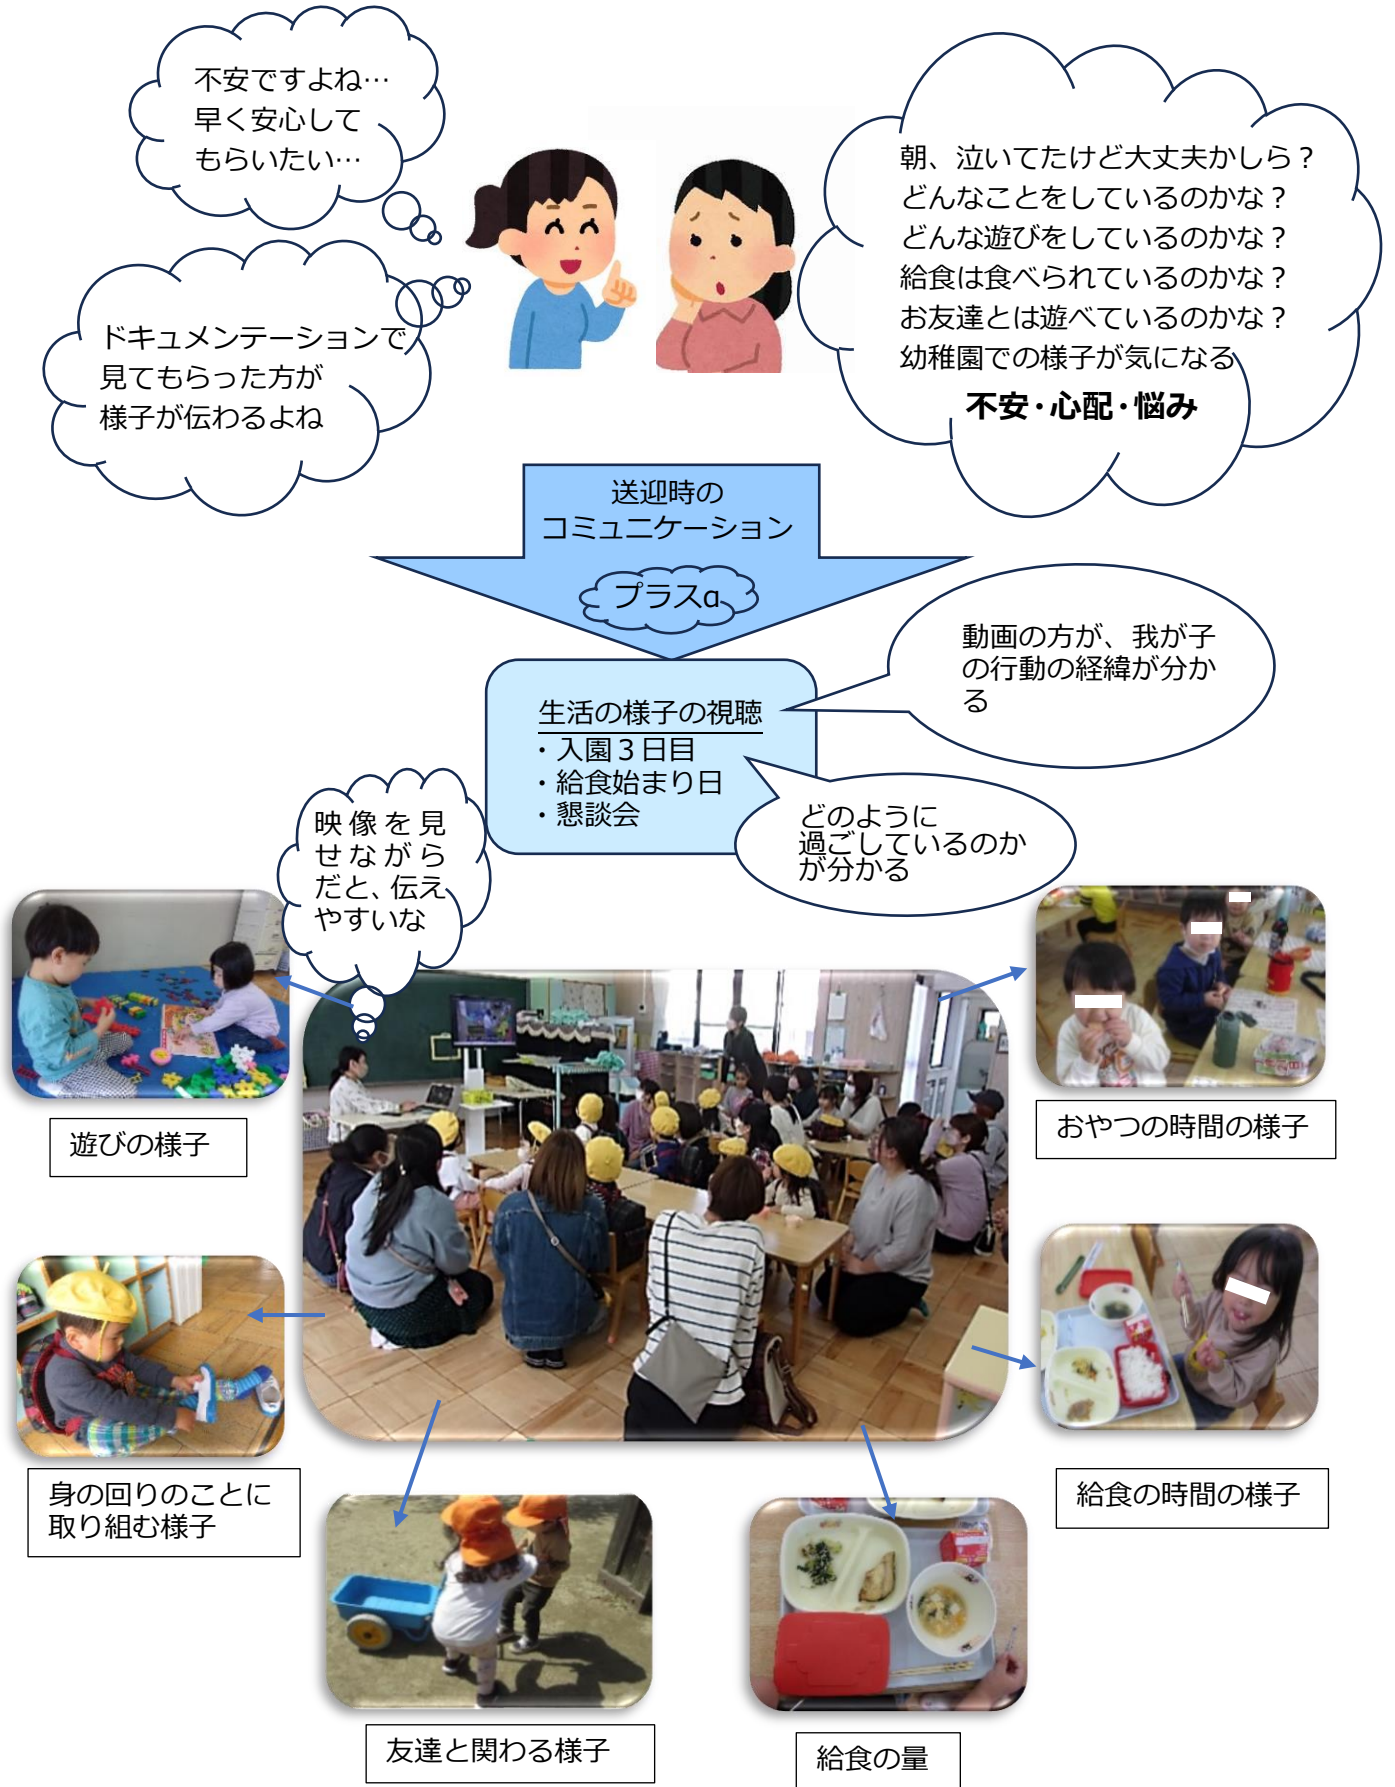 不安ですよね…
早く安心して
もらいたい…
朝、泣いてたけど大丈夫かしら？
どんなことをしているのかな？
どんな遊びをしているのかな？
給食は食べられているのかな？
お友達とは遊べているのかな？
幼稚園での様子が気になる
不安・心配・悩み
ドキュメンテーションで
見てもらった方が
様子が伝わるよね
送迎時の
コミュニケーション
プラスα
動画の方が、我が子
の行動の経緯が分か
る
生活の様子の視聴
・入園３日目
・給食始まり日
・懇談会
どのように
過ごしているのか
が分かる
映像を見
せながら
だと、伝え
やすいな
遊びの様子
おやつの時間の様子
身の回りのことに
取り組む様子
給食の時間の様子
友達と関わる様子
給食の量